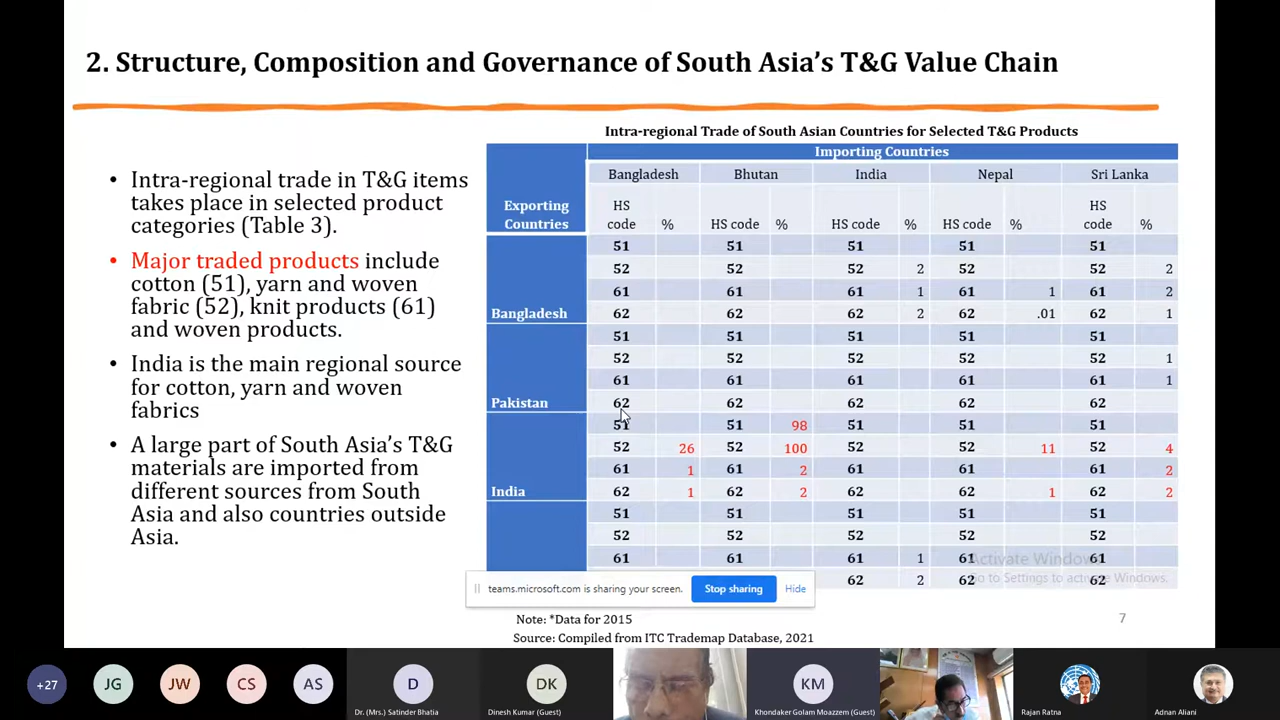 2. Structure, Composition and Governance of South Asia's T&G Value Chain
• Intra-regional trade in T&G items
takes place in selected product
categories (Table 3).
• Major traded products include
cotton (51), yarn and woven
fabric (52), knit products (61)
and woven products.
• India is the main regional source
for cotton, yarn and woven
fabrics
• A large part of South Asia's T&G
materials are imported from
different sources from South
Asia and also countries outside
Asia.
Intra-regional Trade of South Asian Countries for Selected T&G Products
Importing Countries
Exporting Countries
Bangladesh Bhutan India Nepal Sri Lanka
HS code % HS code % HS code % HS code % HS code %
51 51 51 51 51
52 52 52 2 52 52 2
61 61 61 1 61 1 61 2
Bangladesh 62 62 62 2 62 .01 62 1
51 51 51 51 51
52 52 52 52 52 1
61 61 61 61 61 1
Pakistan 62 62 62 62 62
51 51 98 51 51 51
52 26 52 100 52 52 11 52 4
61 1 61 2 61 61 61 2
India 62 1 62 2 62 62 1 62 2
51 51 51 51 51
52 52 52 52 52
61 61 61 1 61 61
62 2 62 62
Activate Windows
Go to Settings to activate Windows.
teams.microsoft.com is sharing your screen. Stop sharing Hide
Note: *Data for 2015
7
Source: Compiled from ITC Trademap Database, 2021
+27 JG JW CS AS D DK KM
Dr. (Mrs.) Satinder Bhatia Dinesh Kumar (Guest) Khondaker Golam Moazzem (Guest) Rajan Ratna Adnan Aliani